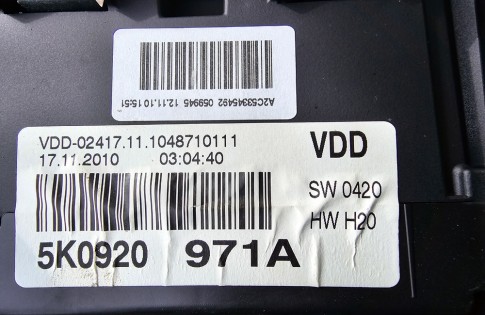 A2C53345492 059945 12.11.10 15:51
VDD-02417.11.1048710111
17.11.2010 03:04:40
VDD
SW 0420
HW H20
5K0920 971A